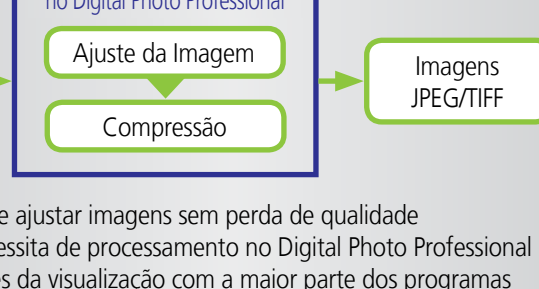 no Digital Photo Professional
Ajuste da Imagem
Compressão
Imagens
JPEG/TIFF
ajustar imagens sem perda de qualidade
de processamento no Digital Photo Professional
da visualização com a maior parte dos programas